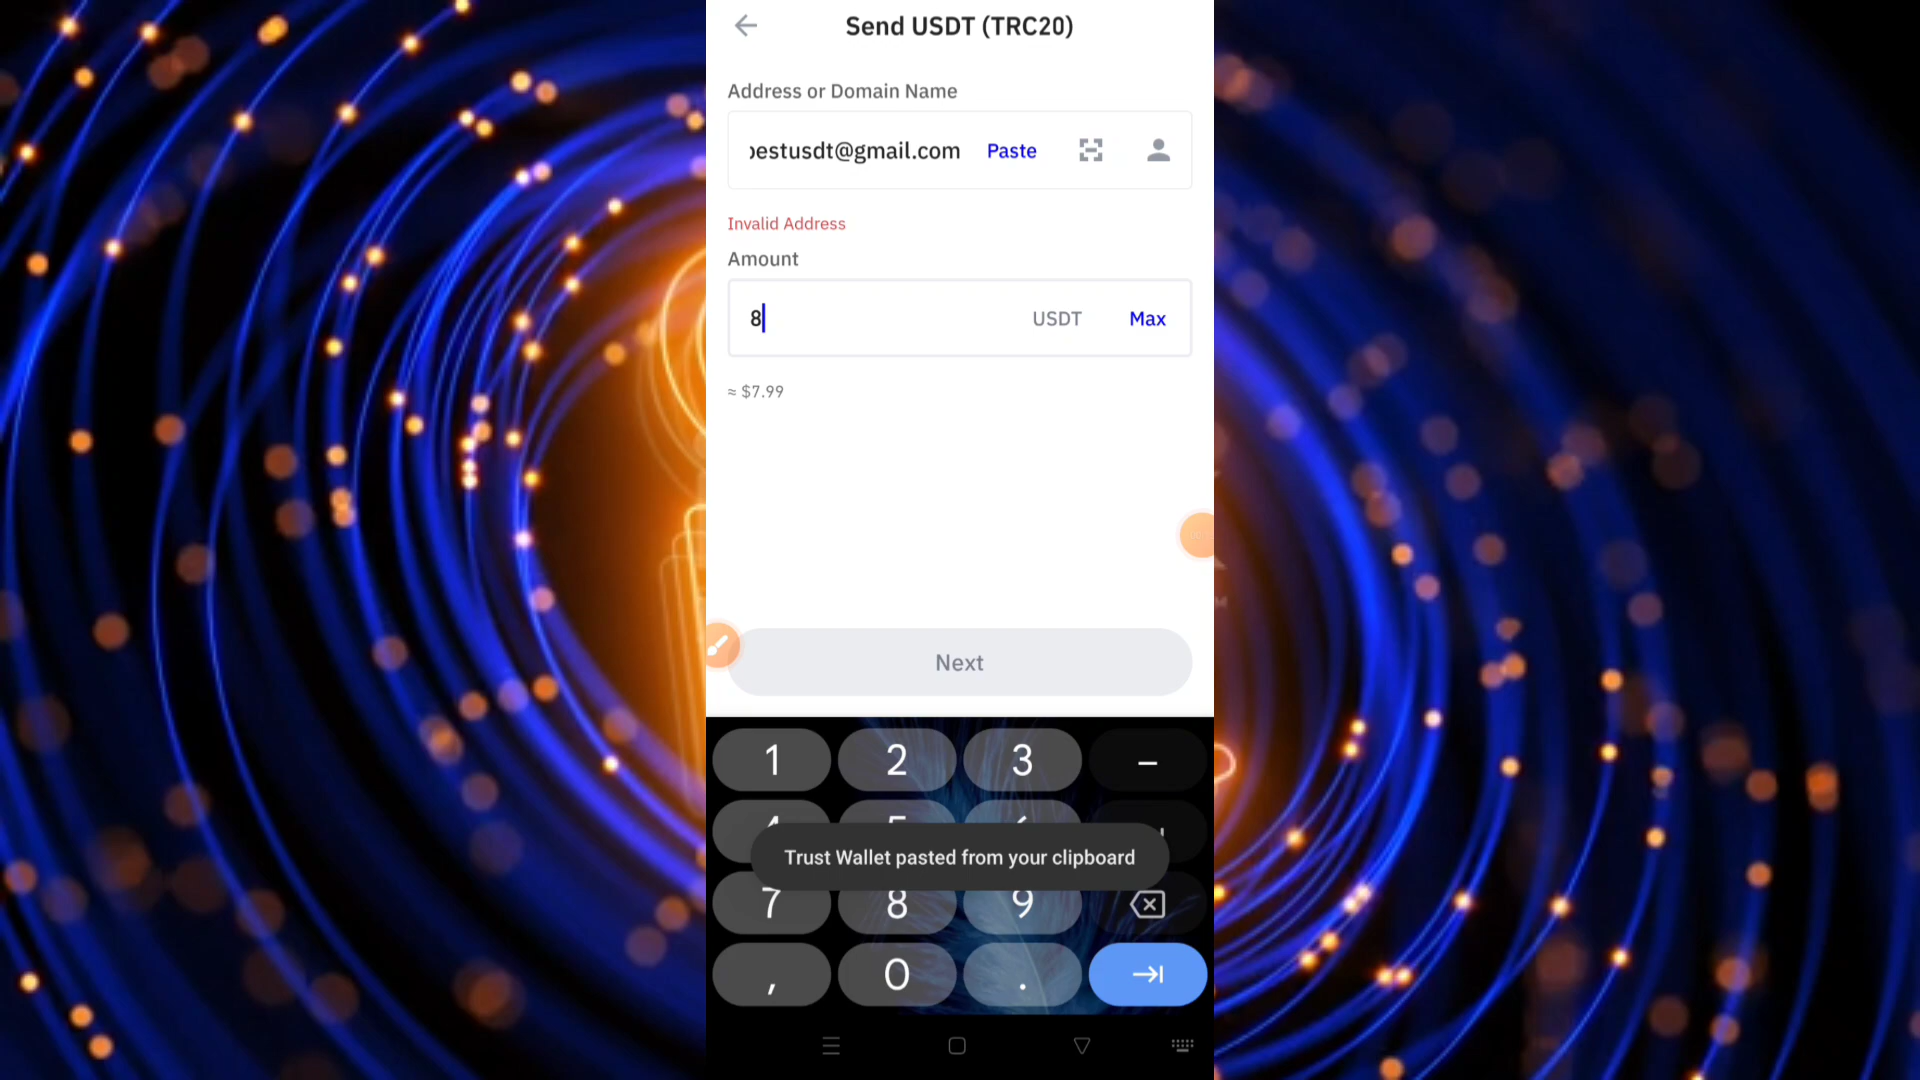 Send USDT (TRC20)
Address or Domain Name
bestusdt@gmail.com Paste
Invalid Address
Amount
8 USDT Max
≈ $7.99
Next
1 2 3 –
Trust Wallet pasted from your clipboard
7 8 9
, 0 .